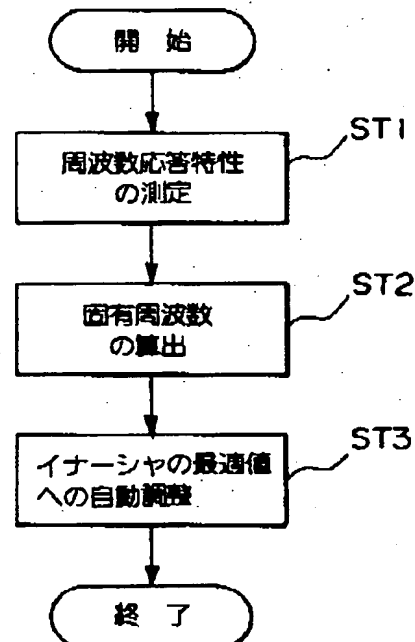 開 始
周波数応答特性
の測定
ST1
固有周波数
の算出
ST2
イナーシャの最適値
への自動調整
ST3
終 了